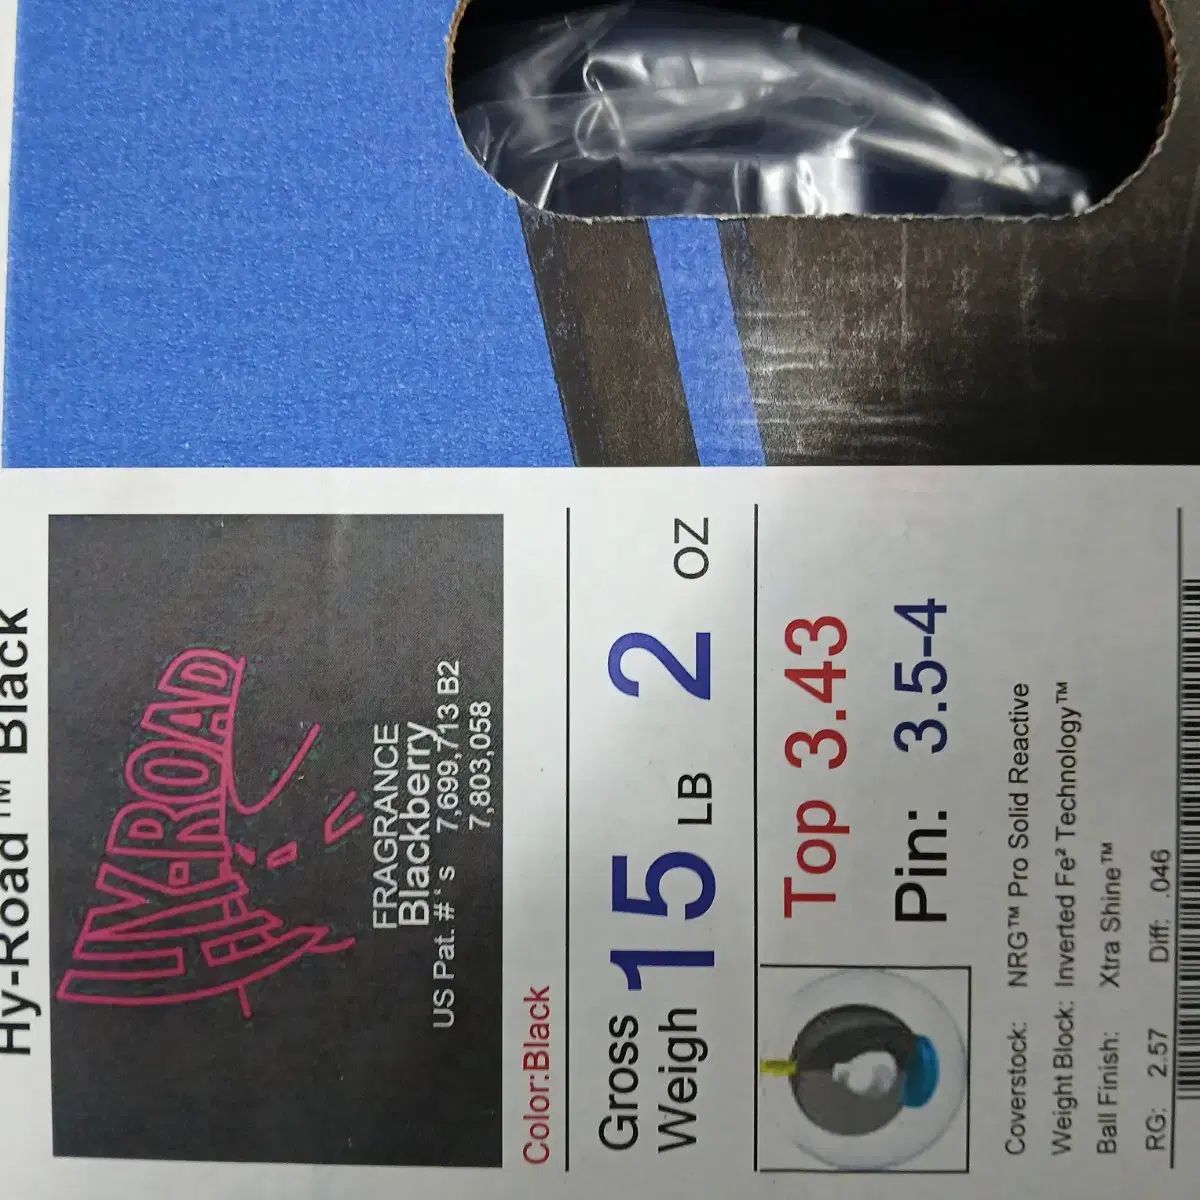 Hy-Road™ Black
HY-ROAD
FRAGRANCE
Blackberry
US Pat. #'s 7,699,713 B2
7,803,058
Color:Black
Gross
Weigh 15 LB 2 OZ
Top 3.43
Pin: 3.5-4
Coverstock: NRG™ Pro Solid Reactive
Weight Block: Inverted Fe² Technology™
Ball Finish: Xtra Shine™
RG: 2.57 Diff: .046